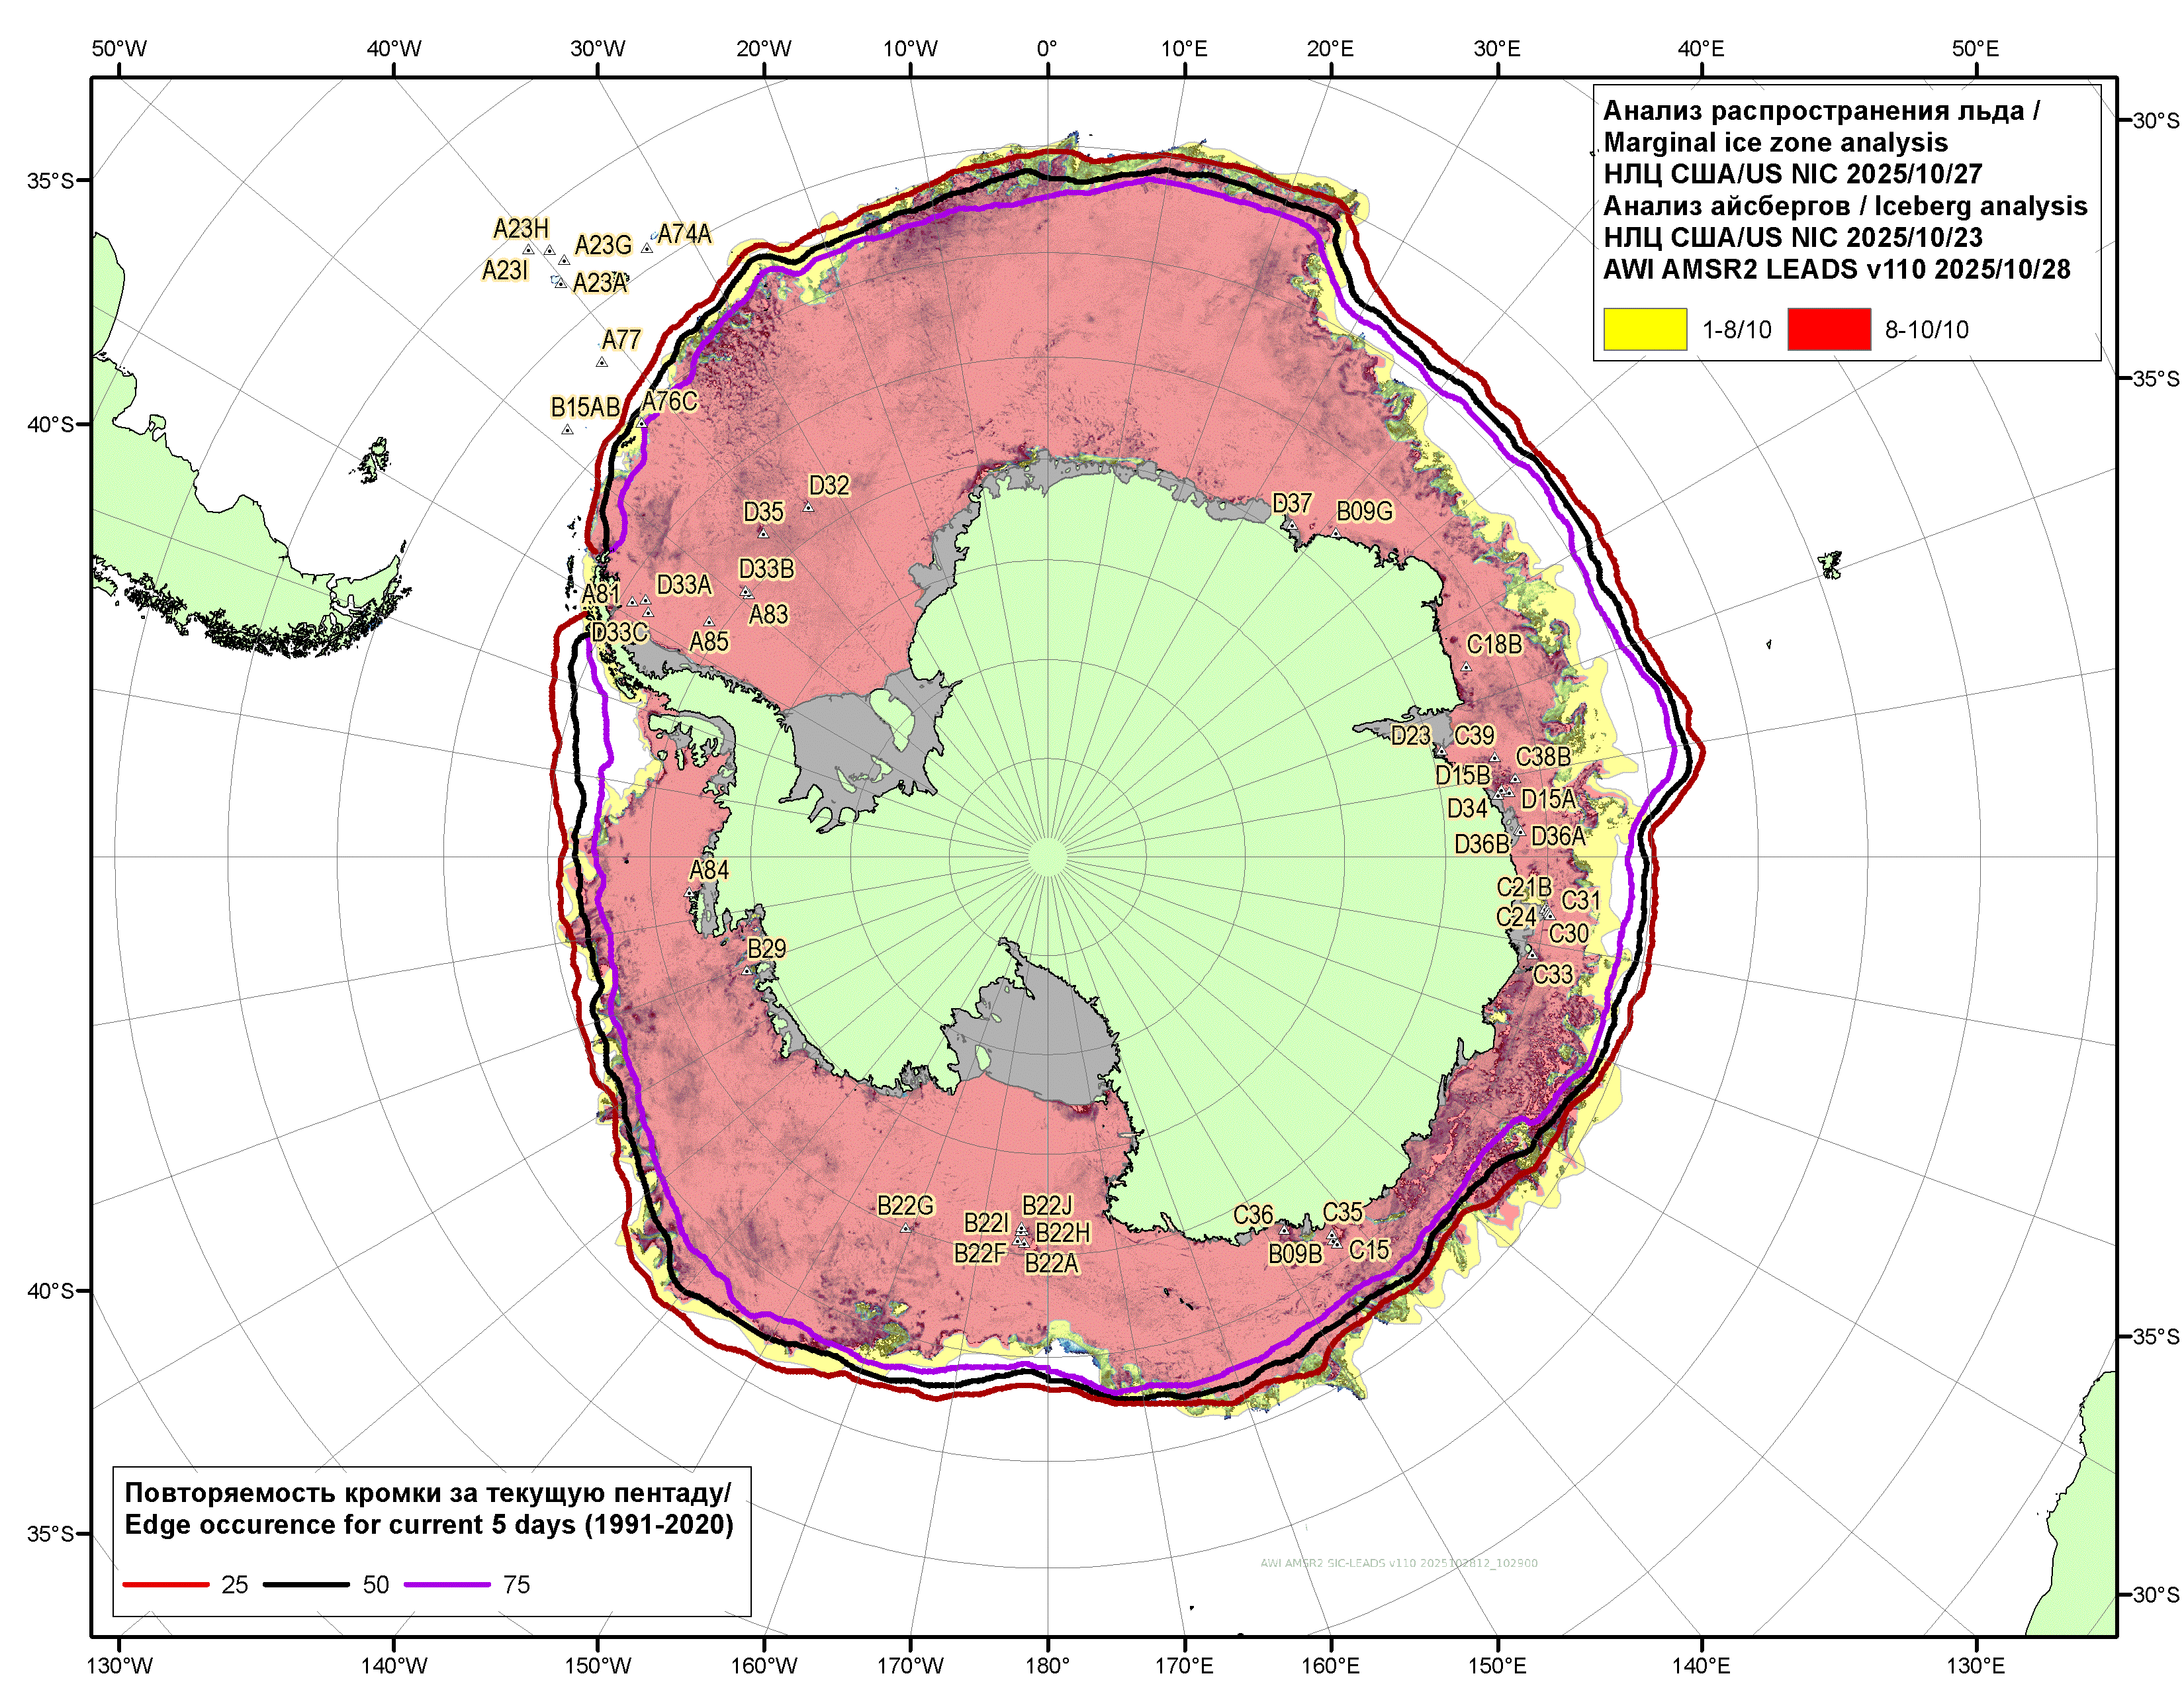 50°W 40°W 30°W 20°W 10°W 0° 10°E 20°E 30°E 40°E 50°E
Анализ распространения льда /
Marginal ice zone analysis
НЛЦ США/US NIC 2025/10/27
Анализ айсбергов / Iceberg analysis
НЛЦ США/US NIC 2025/10/23
AWI AMSR2 LEADS v110 2025/10/28
1-8/10 8-10/10
30°S
35°S
35°S
40°S
35°S
40°S
35°S
30°S
A23H
A23G
A74A
A23I
A23A
A77
B15AB
A76C
D32
D35
D37
B09G
D33B
A81
D33A
A83
D33C
A85
C18B
D23
C39
C38B
D15B
D15A
D34
D36A
D36B
A84
C21B
C31
C24
C30
B29
C33
B22G
B22J
B22I
B22H
B22F
B22A
C36
C35
B09B
C15
Повторяемость кромки за текущую пентаду/
Edge occurence for current 5 days (1991-2020)
25 50 75
AWI AMSR2 SIC-LEADS v110 2025102812_102900
130°W 140°W 150°W 160°W 170°W 180° 170°E 160°E 150°E 140°E 130°E